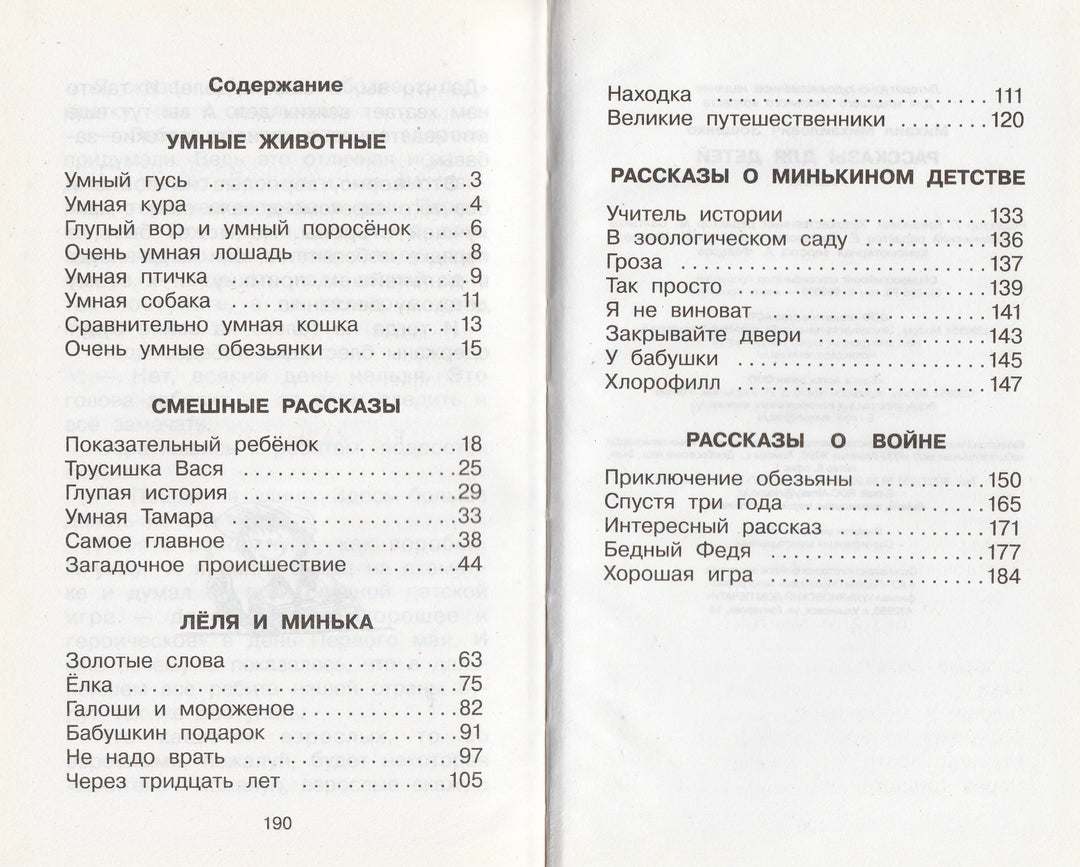 Содержание
УМНЫЕ ЖИВОТНЫЕ
Умный гусь ........................ 3
Умная кура ........................ 4
Глупый вор и умный поросёнок ..... 6
Очень умная лошадь ............... 8
Умная птичка ...................... 9
Умная собака ..................... 11
Сравнительно умная кошка ........ 13
Очень умные обезьянки ........... 15
СМЕШНЫЕ РАССКАЗЫ
Показательный ребёнок ........... 18
Трусишка Вася .................... 25
Глупая история ................... 29
Умная Тамара ..................... 33
Самое главное .................... 38
Загадочное происшествие ......... 44
ЛЁЛЯ И МИНЬКА
Золотые слова .................... 63
Ёлка .............................. 75
Галоши и мороженое ............... 82
Бабушкин подарок ................. 91
Не надо врать .................... 97
Через тридцать лет .............. 105
190
Находка .......................... 111
Великие путешественники ........ 120
РАССКАЗЫ О МИНЬКИНОМ ДЕТСТВЕ
Учитель истории ................. 133
В зоологическом саду ............ 136
Гроза ............................ 137
Так просто ....................... 139
Я не виноват ..................... 141
Закрывайте двери ................ 143
У бабушки ........................ 145
Хлорофилл ........................ 147
РАССКАЗЫ О ВОЙНЕ
Приключение обезьяны ............ 150
Спустя три года ................. 165
Интересный рассказ .............. 171
Бедный Федя ...................... 177
Хорошая игра ..................... 184